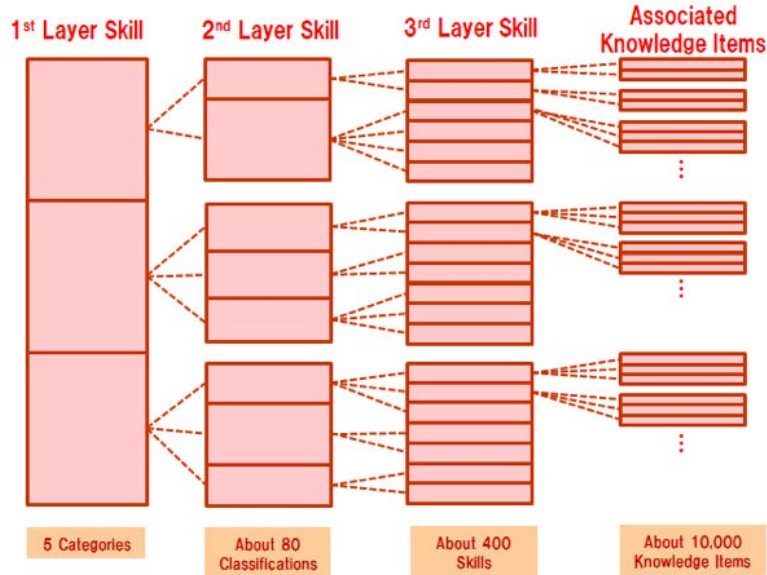 1st Layer Skill
2nd Layer Skill
3rd Layer Skill
Associated
Knowledge Items
5 Categories
About 80
Classifications
About 400
Skills
About 10,000
Knowledge Items